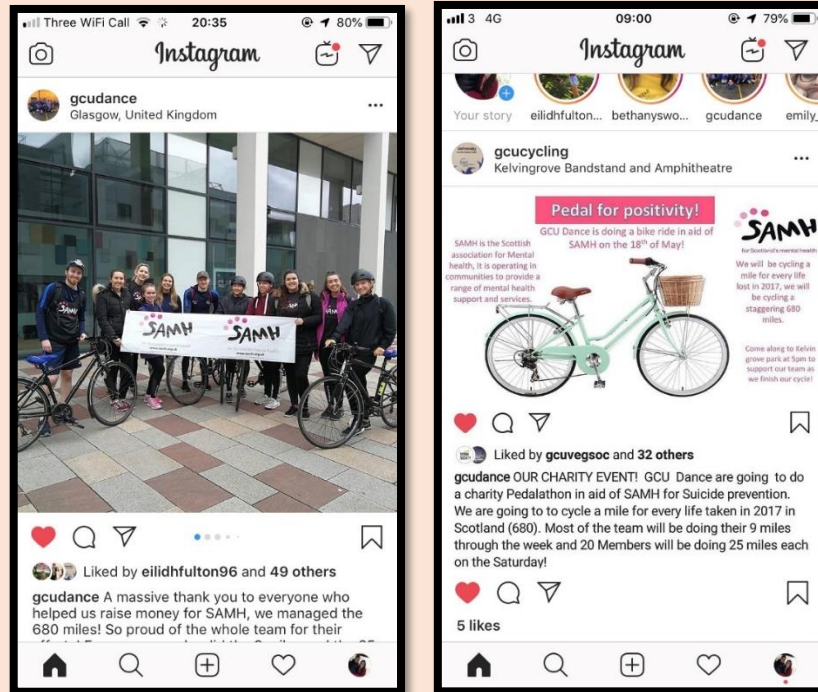 Three WiFi Call 20:35 80%
Instagram
gcudance
Glasgow, United Kingdom
SAMH SAMH
Liked by eilidhfulton96 and 49 others
gcudance A massive thank you to everyone who
helped us raise money for SAMH, we managed the
680 miles! So proud of the whole team for their
3 4G 09:00 79%
Instagram
Your story eilidhfulton... bethanyswo... gcudance emily_
gcucycling
Kelvingrove Bandstand and Amphitheatre
Pedal for positivity!
GCU Dance is doing a bike ride in aid of
SAMH on the 18th of May!
SAMH is the Scottish
association for Mental
health, it is operating in
communities to provide a
range of mental health
support and services.
SAMH
for Scotland's mental health
We will be cycling a
mile for every life
lost in 2017, we will
be cycling a
staggering 680
miles.
Come along to Kelvin
grove park at 5pm to
support our team as
we finish our cycle!
Liked by gcuvegsoc and 32 others
gcudance OUR CHARITY EVENT! GCU Dance are going to do
a charity Pedalathon in aid of SAMH for Suicide prevention.
We are going to to cycle a mile for every life taken in 2017 in
Scotland (680). Most of the team will be doing their 9 miles
through the week and 20 Members will be doing 25 miles each
on the Saturday!
5 likes